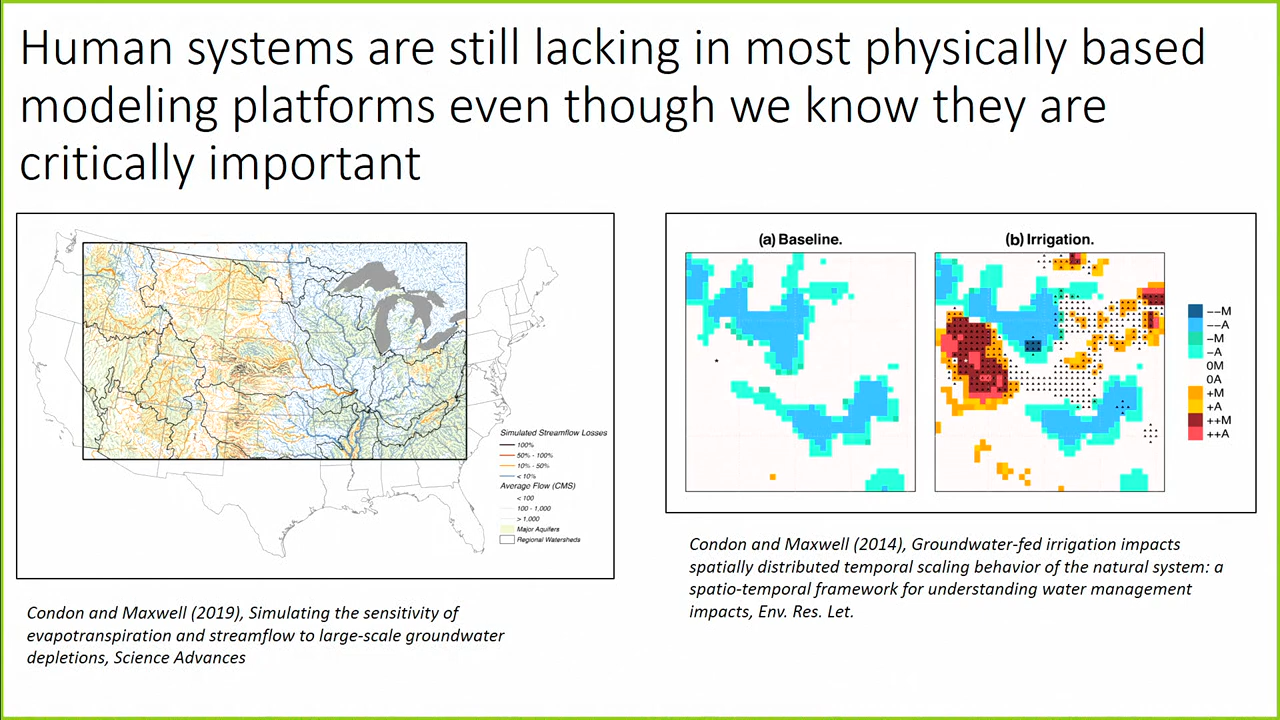 Human systems are still lacking in most physically based
modeling platforms even though we know they are
critically important
Simulated Streamflow Losses
100%
50% - 100%
10% - 50%
< 10%
Average Flow (CMS)
< 100
100 - 1,000
> 1,000
Major Aquifers
Regional Watersheds
Condon and Maxwell (2019), Simulating the sensitivity of
evapotranspiration and streamflow to large-scale groundwater
depletions, Science Advances
(a) Baseline.
(b) Irrigation.
−−M
−−A
−M
−A
0M
0A
+M
+A
++M
++A
Condon and Maxwell (2014), Groundwater-fed irrigation impacts
spatially distributed temporal scaling behavior of the natural system: a
spatio-temporal framework for understanding water management
impacts, Env. Res. Let.